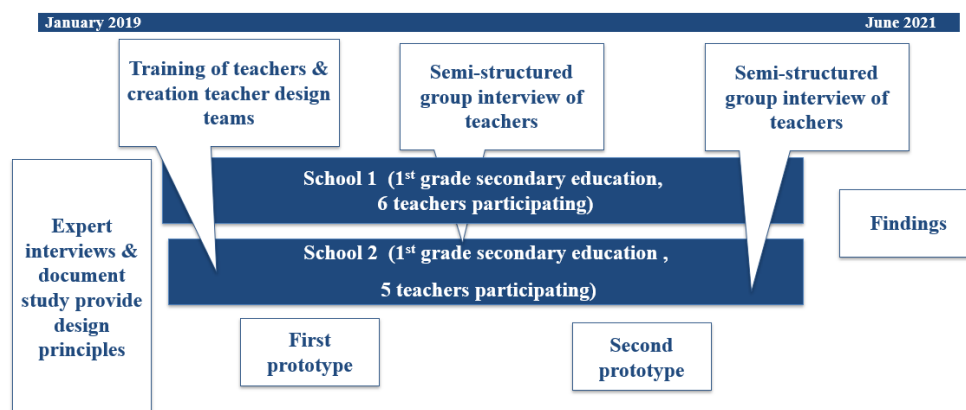 January 2019
June 2021
Training of teachers &
creation teacher design
teams
Semi-structured
group interview of
teachers
Semi-structured
group interview of
teachers
Expert
interviews &
document
study provide
design
principles
School 1 (1st grade secondary education,
6 teachers participating)
School 2 (1st grade secondary education ,
5 teachers participating)
Findings
First
prototype
Second
prototype